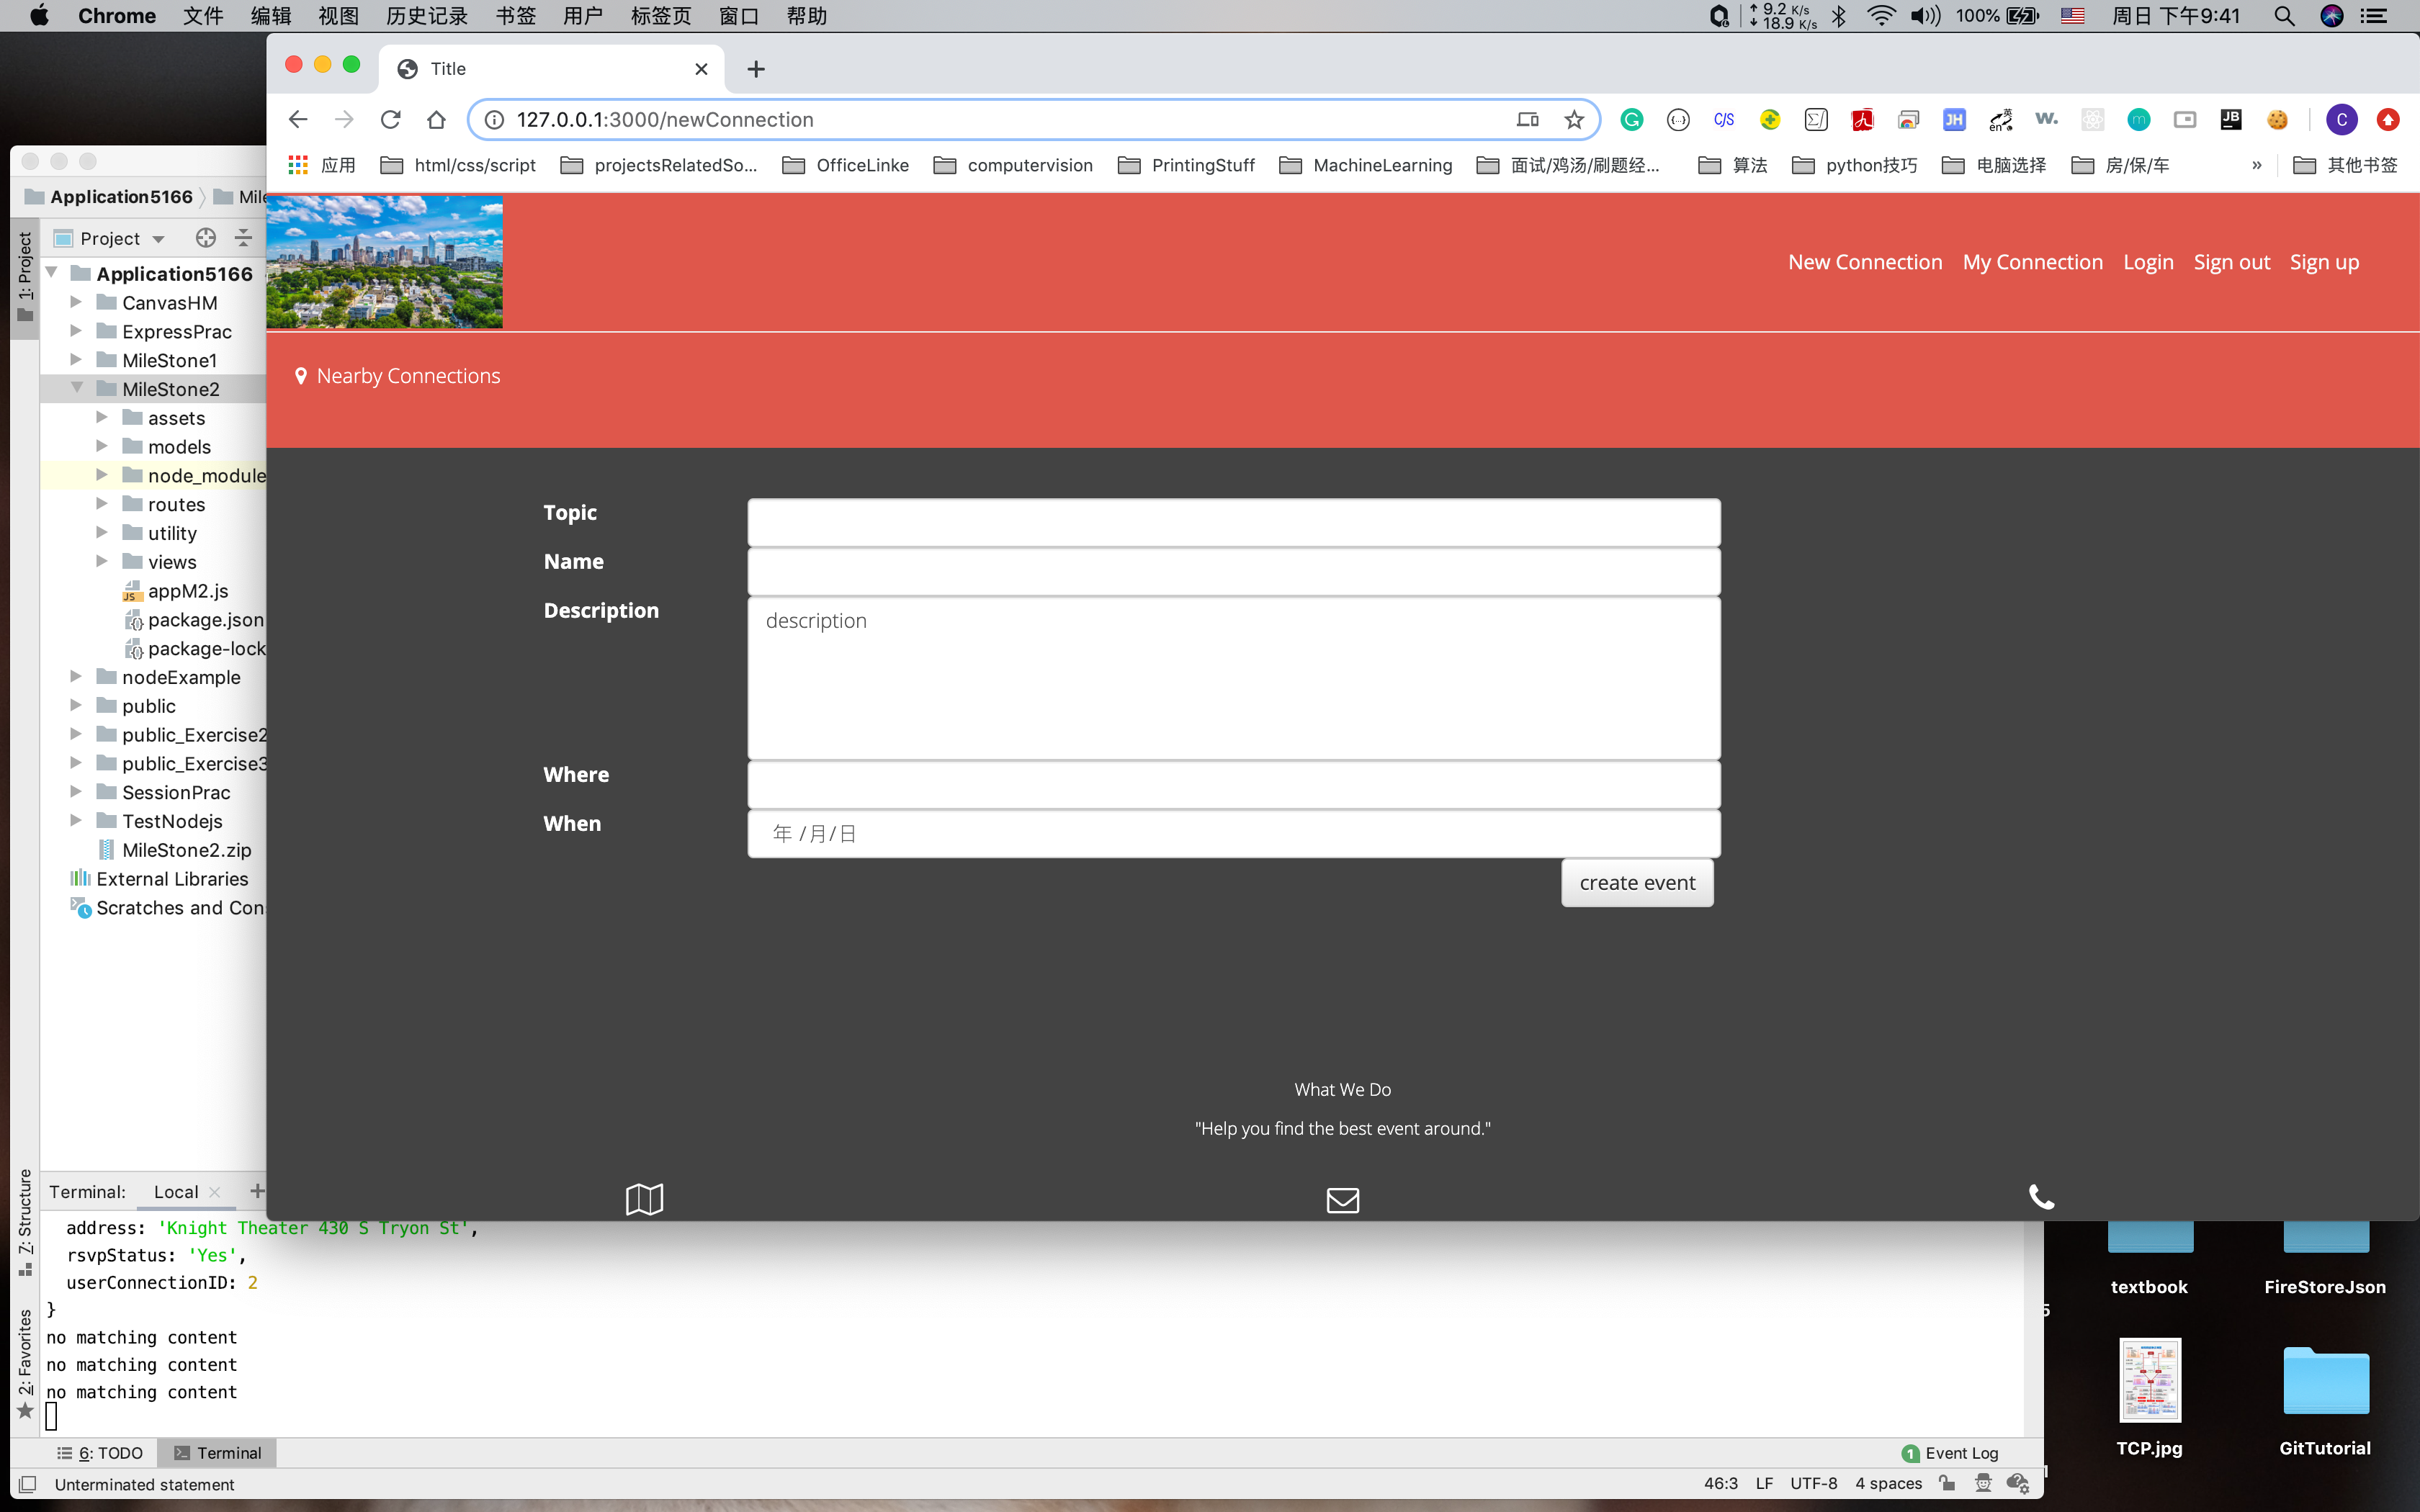 Chrome 文件 编辑 视图 历史记录 书签 用户 标签页 窗口 帮助 9.2 K/s 18.9 K/s 100% 周日 下午9:41
Title
127.0.0.1:3000/newConnection
应用 html/css/script projectsRelatedSo... OfficeLinke computervision PrintingStuff MachineLearning 面试/鸡汤/刷题经... 算法 python技巧 电脑选择 房/保/车 » 其他书签
New Connection My Connection Login Sign out Sign up
Nearby Connections
Topic
Name
Description
description
Where
When
年 /月/日
create event
What We Do
"Help you find the best event around."
Application5166 Mile
1: Project
Project
Application5166
CanvasHM
ExpressPrac
MileStone1
MileStone2
assets
models
node_module
routes
utility
views
appM2.js
package.json
package-lock
nodeExample
public
public_Exercise2
public_Exercise3
SessionPrac
TestNodejs
MileStone2.zip
External Libraries
Scratches and Con
7: Structure
2: Favorites
Terminal: Local
address: 'Knight Theater 430 S Tryon St',
rsvpStatus: 'Yes',
userConnectionID: 2
}
no matching content
no matching content
no matching content
6: TODO Terminal
1 Event Log
Unterminated statement
46:3 LF UTF-8 4 spaces
textbook FireStoreJson
TCP.jpg GitTutorial